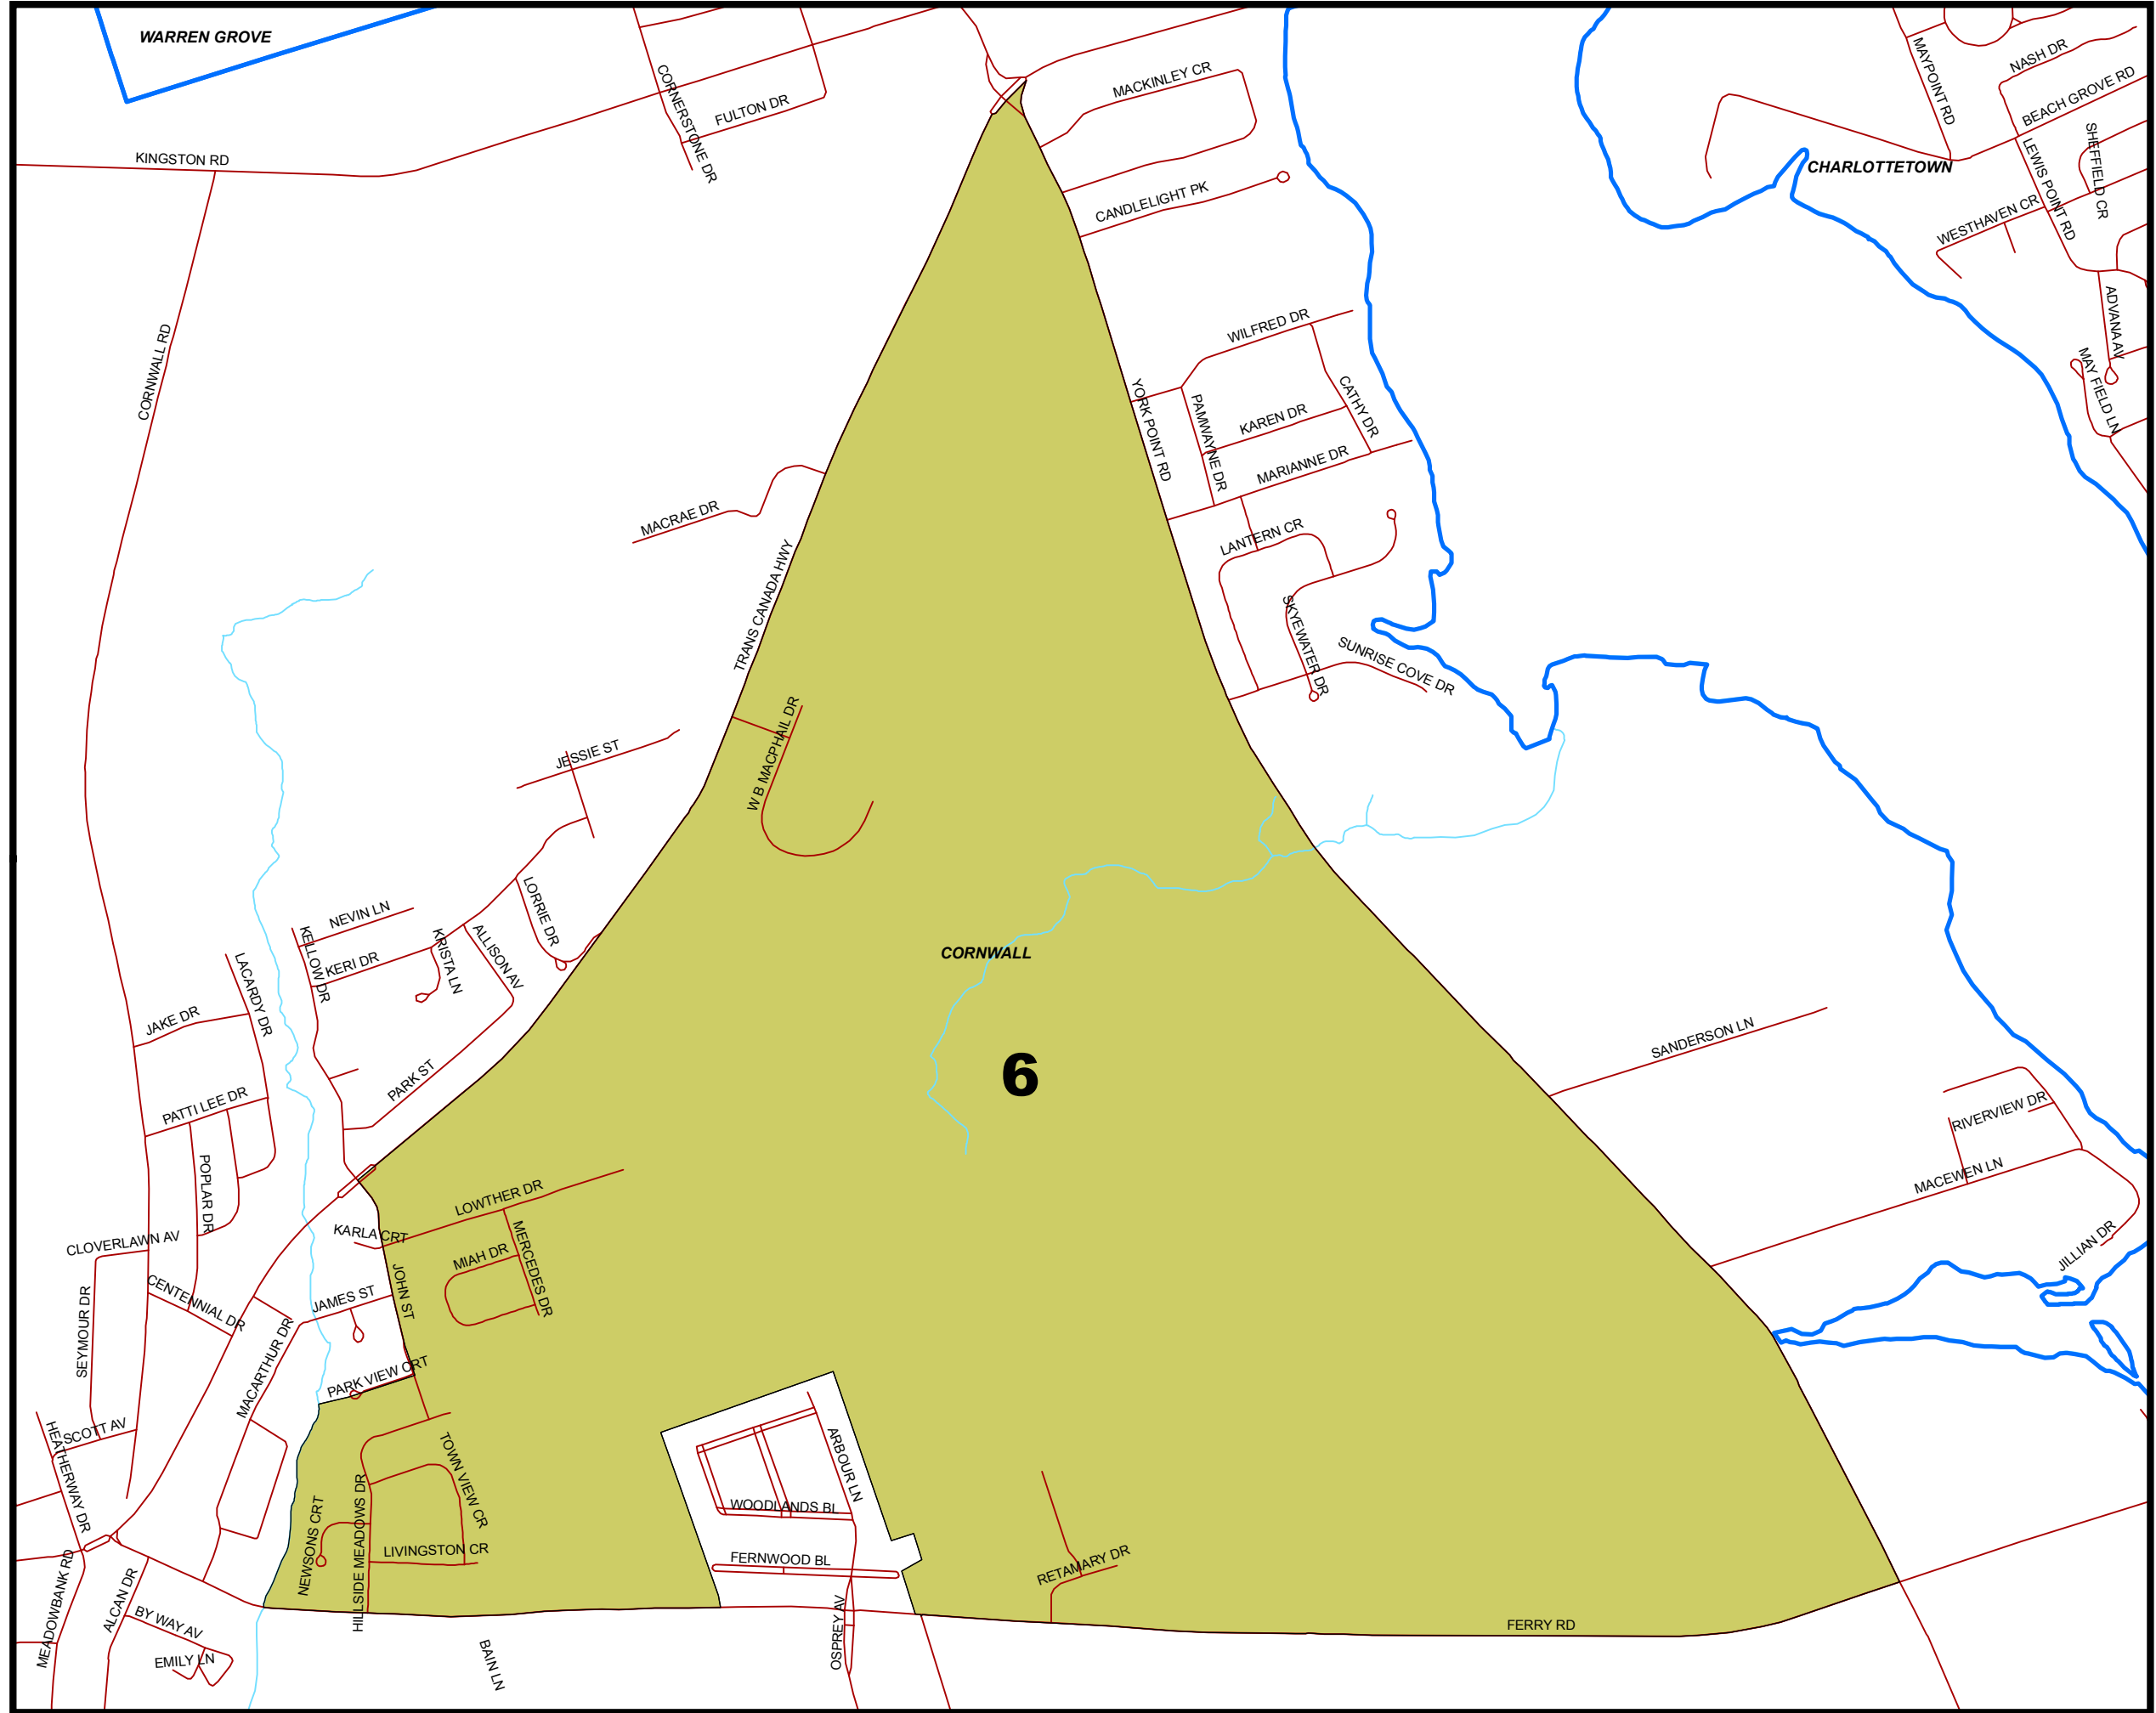 WARREN GROVE
KINGSTON RD
CORNERSTONE DR
FULTON DR
MACKINLEY CR
CANDLELIGHT PK
MAYPOINT RD
NASH DR
BEACH GROVE RD
SHEFFIELD CR
LEWIS POINT RD
CHARLOTTETOWN
WESTHAVEN CR
ADVANA AV
MAY FIELD LN
CORNWALL RD
WILFRED DR
YORK POINT RD
PAMWAYNE DR
KAREN DR
CATHY DR
MARIANNE DR
MACRAE DR
TRANS CANADA HWY
LANTERN CR
SKYEWATER DR
SUNRISE COVE DR
W B MACPHAIL DR
JESSIE ST
LORRIE DR
NEVIN LN
KELLOW DR
KERI DR
KRISTA LN
ALLISON AV
CORNWALL
LACARDY DR
JAKE DR
PARK ST
6
SANDERSON LN
PATTI LEE DR
POPLAR DR
RIVERVIEW DR
MACEWEN LN
JILLIAN DR
LOWTHER DR
KARLA CRT
MERCEDES DR
MIAH DR
CLOVERLAWN AV
CENTENNIAL DR
SEYMOUR DR
JAMES ST
JOHN ST
MACARTHUR DR
PARK VIEW CRT
SCOTT AV
HEATHERWAY DR
TOWN VIEW CR
ARBOUR LN
WOODLANDS BL
NEWSONS CRT
HILLSIDE MEADOWS DR
LIVINGSTON CR
FERNWOOD BL
RETAMARY DR
MEADOWBANK RD
ALCAN DR
BY WAY AV
EMILY LN
BAIN LN
OSPREY AV
FERRY RD